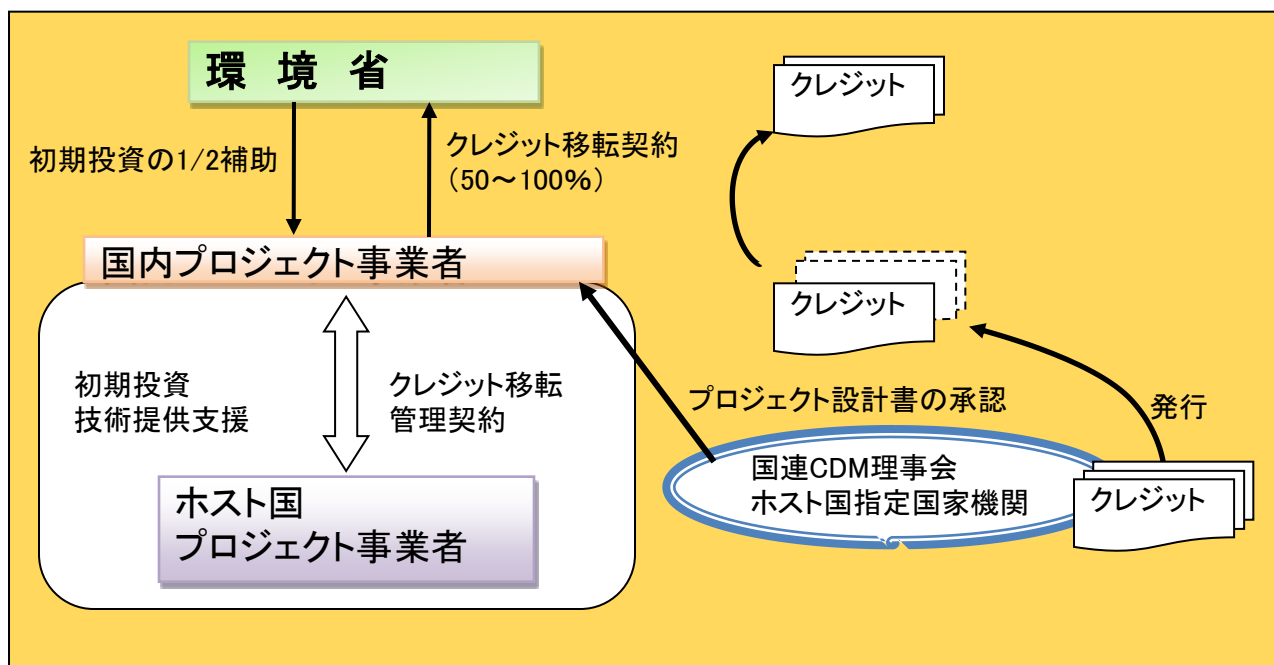 環 境 省
初期投資の1/2補助
クレジット移転契約
(50～100%)
国内プロジェクト事業者
初期投資
技術提供支援
クレジット移転
管理契約
ホスト国
プロジェクト事業者
クレジット
クレジット
プロジェクト設計書の承認
発行
国連CDM理事会
ホスト国指定国家機関
クレジット